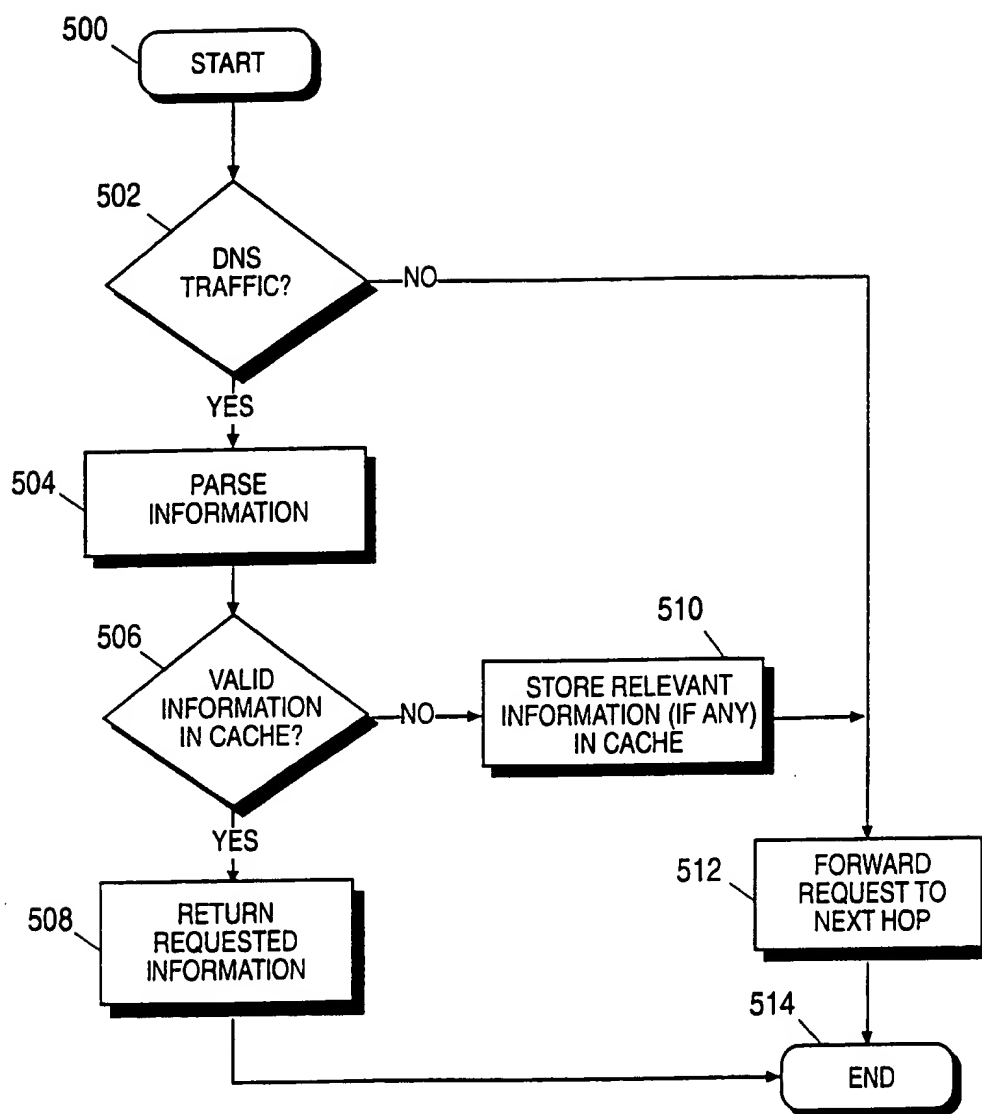 500
START
502
DNS
TRAFFIC?
NO
YES
504
PARSE
INFORMATION
506
VALID
INFORMATION
IN CACHE?
NO
510
STORE RELEVANT
INFORMATION (IF ANY)
IN CACHE
YES
508
RETURN
REQUESTED
INFORMATION
512
FORWARD
REQUEST TO
NEXT HOP
514
END